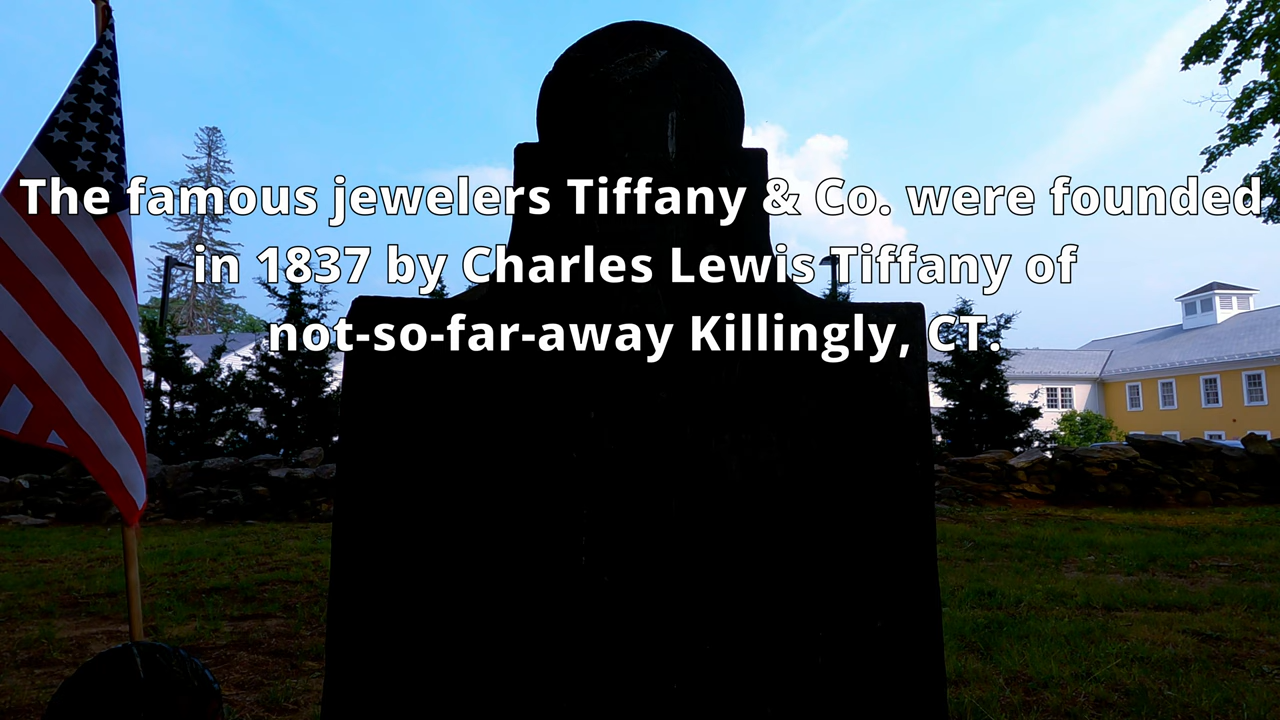 The famous jewelers Tiffany & Co. were founded
in 1837 by Charles Lewis Tiffany of
not-so-far-away Killingly, CT.